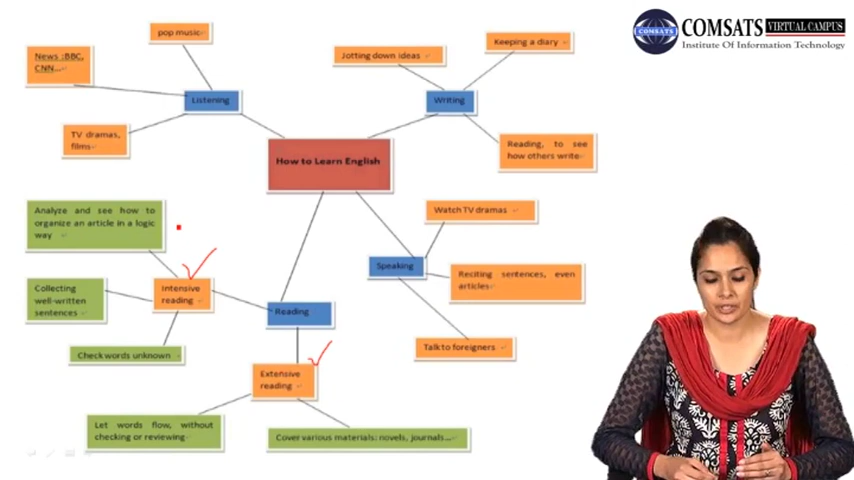 COMSATS VIRTUAL CAMPUS
COMSATS
Institute Of Information Technology
pop music
News :BBC,
CNN...
Listening
TV dramas,
films
Jotting down ideas
Keeping a diary
Writing
Reading, to see
how others write
How to Learn English
Analyze and see how to
organize an article in a logic
way
Intensive
reading
Collecting
well-written
sentences
Check words unknown
Reading
Extensive
reading
Let words flow, without
checking or reviewing
Cover various materials: novels, journals...
Watch TV dramas
Speaking
Reciting sentences, even
articles
Talk to foreigners